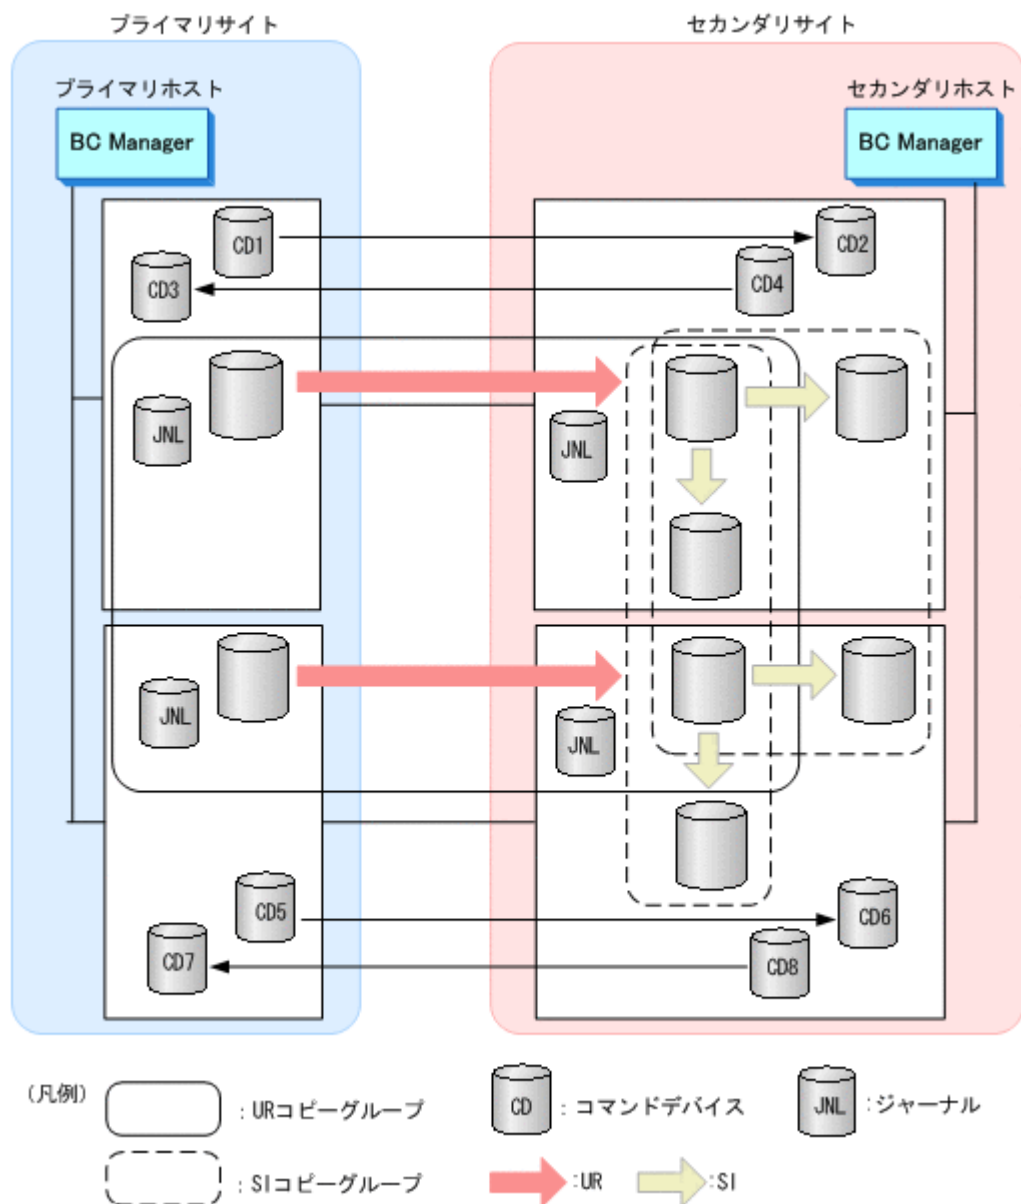 プライマリサイト
セカンダリサイト
プライマリホスト
セカンダリホスト
BC Manager
BC Manager
CD1
CD2
CD3
CD4
JNL
JNL
JNL
JNL
CD5
CD6
CD7
CD8
(凡例)
: URコピーグループ
CD
: コマンドデバイス
JNL
:ジャーナル
: SIコピーグループ
:UR
:SI